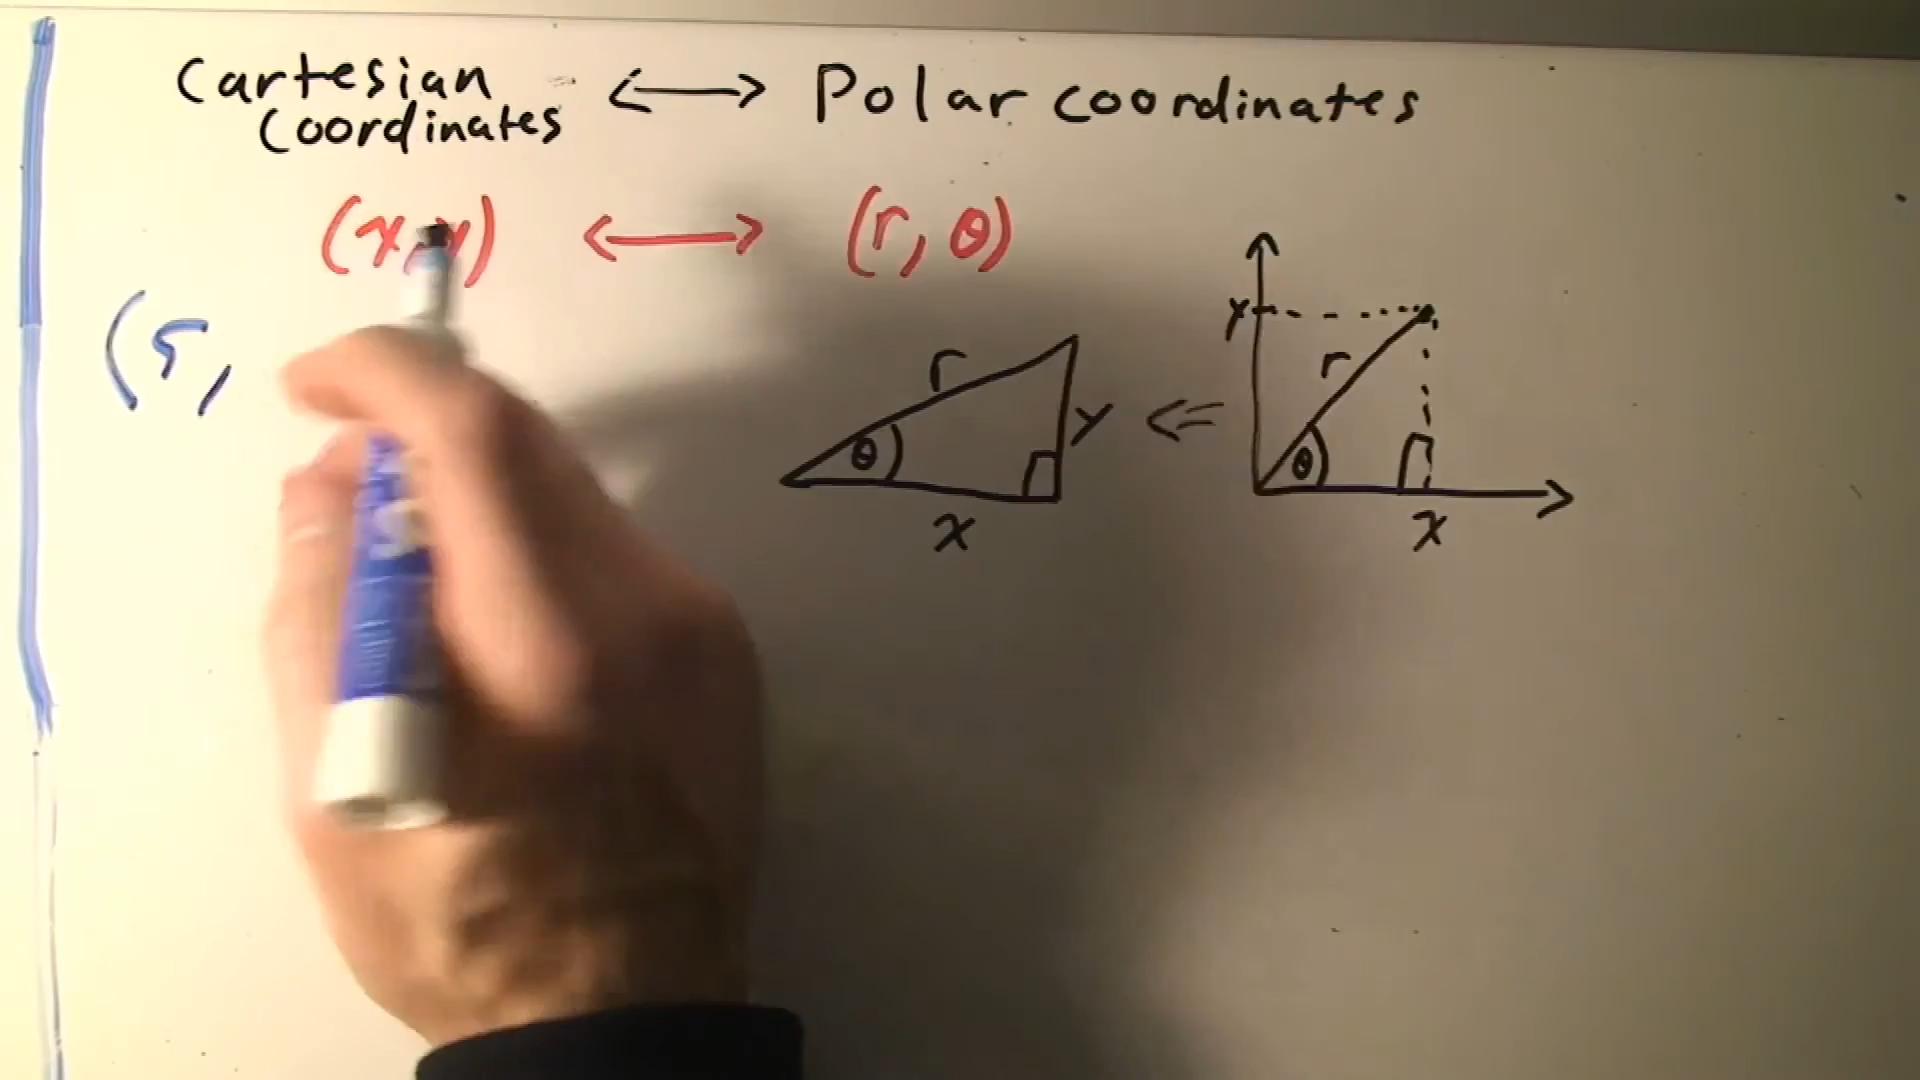 Cartesian ⟷ Polar coordinates
Coordinates
(x,y) ⟷ (r, θ)
(5,
y
r
r
y ⇐
θ
θ
x
x